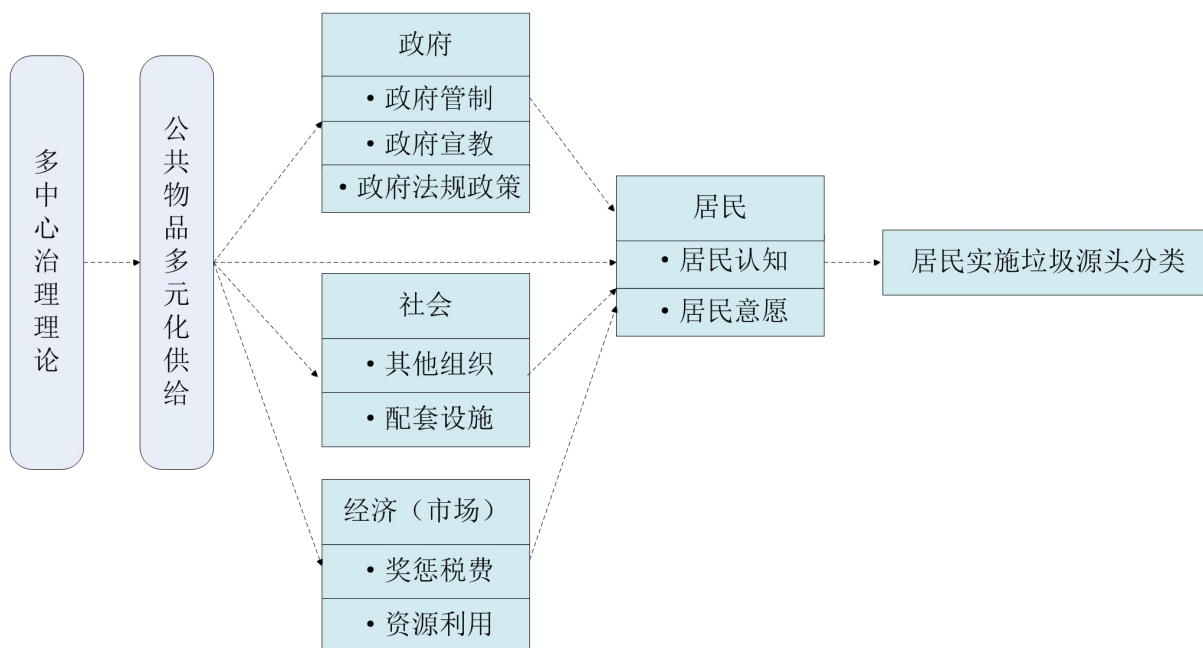 多中心治理理论
公共物品多元化供给
政府
•政府管制
•政府宣教
•政府法规政策
社会
•其他组织
•配套设施
经济（市场）
•奖惩税费
•资源利用
居民
•居民认知
•居民意愿
居民实施垃圾源头分类